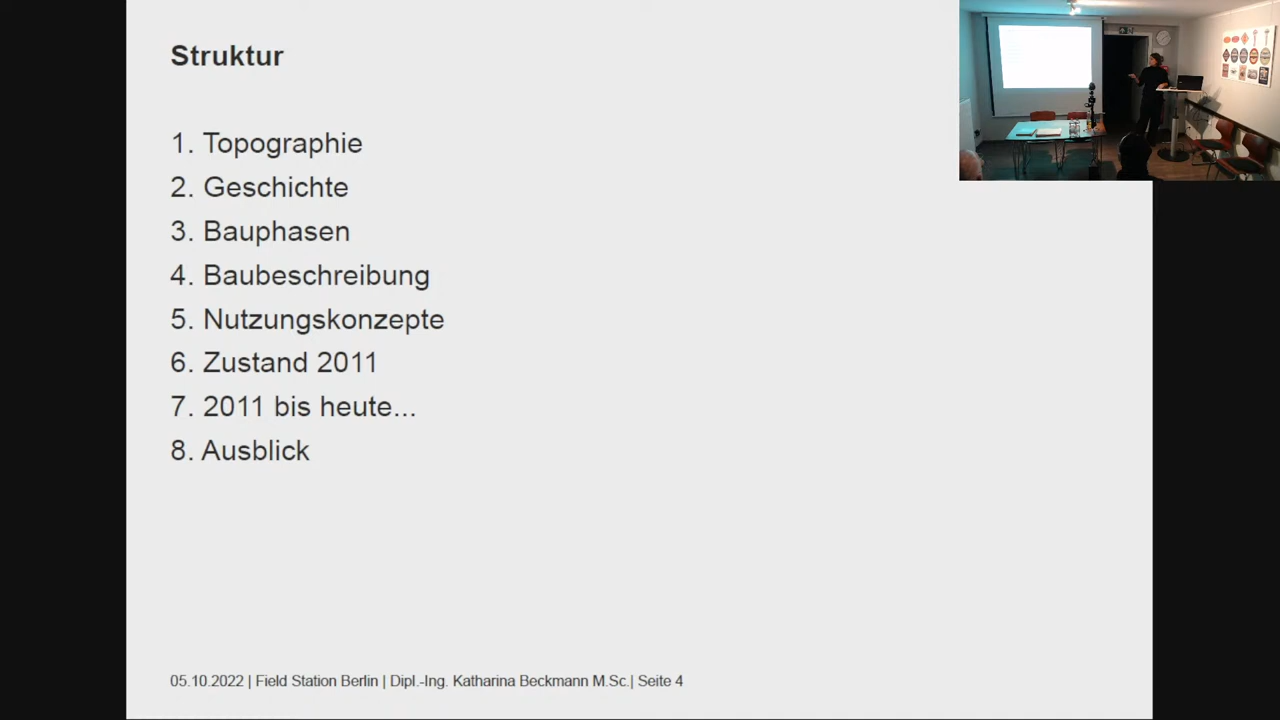 Struktur
1. Topographie
2. Geschichte
3. Bauphasen
4. Baubeschreibung
5. Nutzungskonzepte
6. Zustand 2011
7. 2011 bis heute...
8. Ausblick
05.10.2022 | Field Station Berlin | Dipl.-Ing. Katharina Beckmann M.Sc.| Seite 4